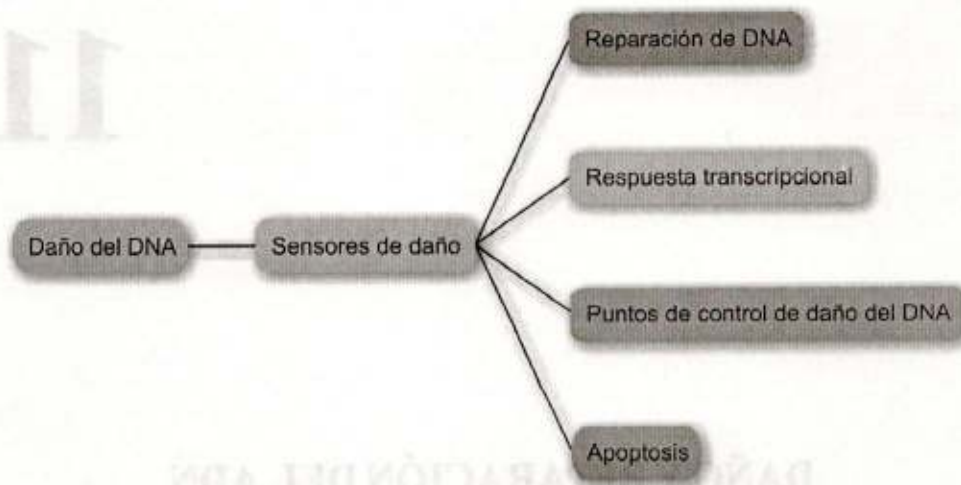 Reparación de DNA
Respuesta transcripcional
Daño del DNA
Sensores de daño
Puntos de control de daño del DNA
Apoptosis